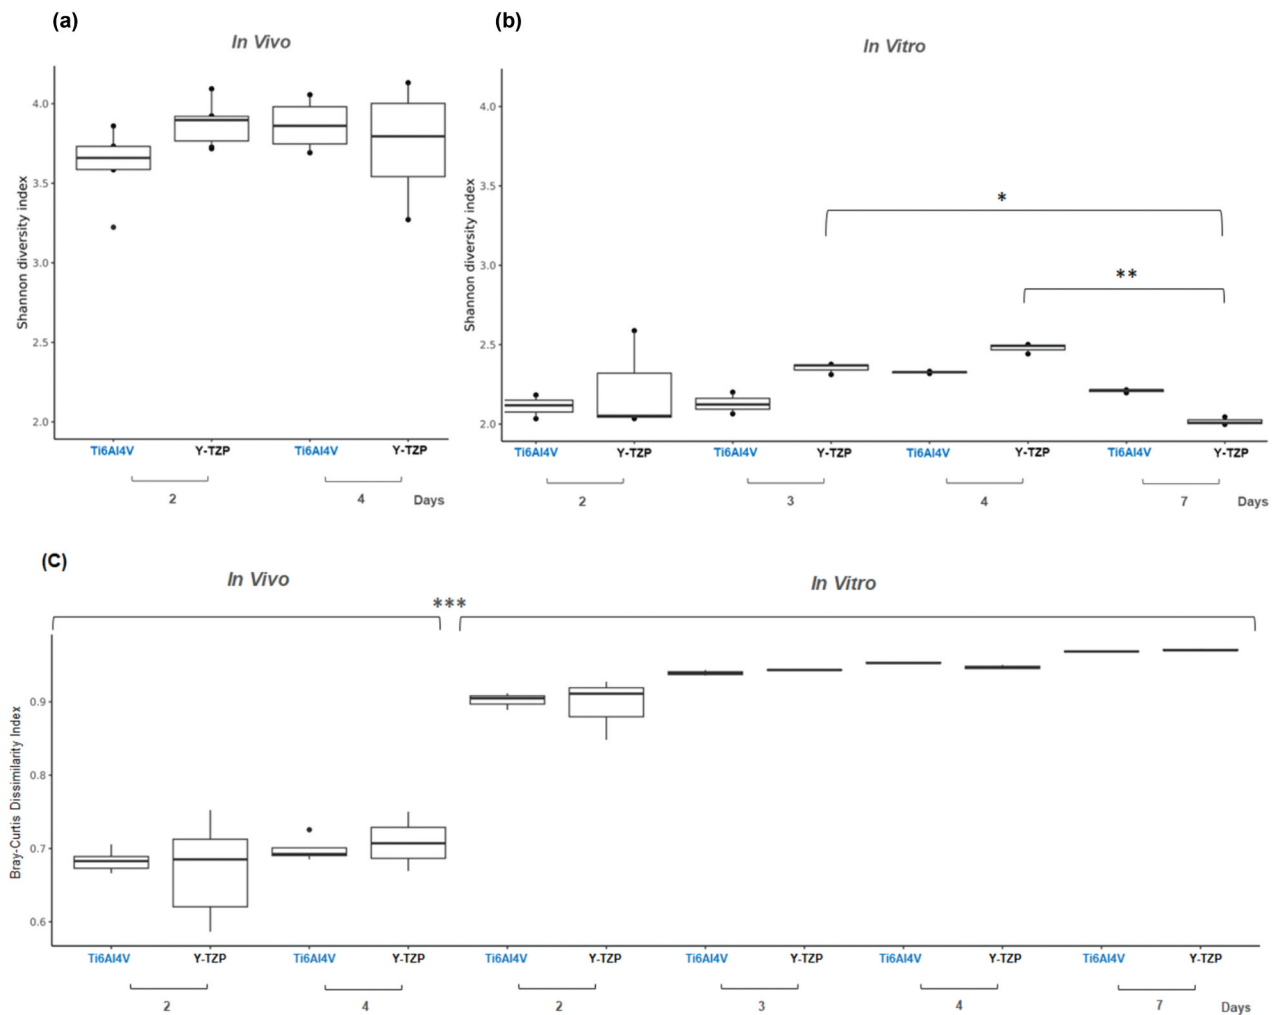 (a)
In Vivo
Shannon diversity index
4.0
3.5
3.0
2.5
2.0
Ti6Al4V Y-TZP Ti6Al4V Y-TZP
2 4 Days
(b)
In Vitro
Shannon diversity index
4.0
3.5
3.0
2.5
2.0
*
**
Ti6Al4V Y-TZP Ti6Al4V Y-TZP Ti6Al4V Y-TZP Ti6Al4V Y-TZP
2 3 4 7 Days
(C)
In Vivo
***
In Vitro
Bray-Curtis Dissimilarity Index
0.9
0.8
0.7
0.6
Ti6Al4V Y-TZP Ti6Al4V Y-TZP Ti6Al4V Y-TZP Ti6Al4V Y-TZP Ti6Al4V Y-TZP Ti6Al4V Y-TZP
2 4 2 3 4 7 Days